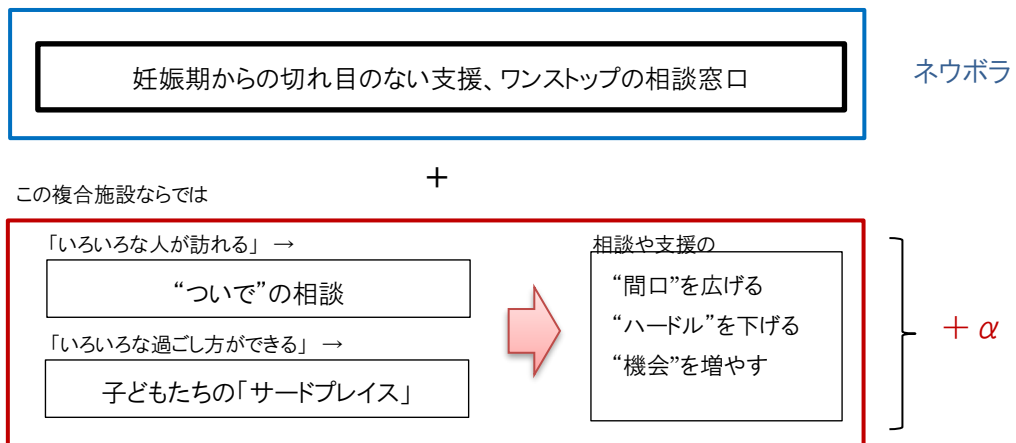 妊娠期からの切れ目のない支援、ワンストップの相談窓口
ネウボラ
＋
この複合施設ならでは
「いろいろな人が訪れる」 →
“ついで”の相談
「いろいろな過ごし方ができる」 →
子どもたちの「サードプレイス」
相談や支援の
“間口”を広げる
“ハードル”を下げる
“機会”を増やす
＋α